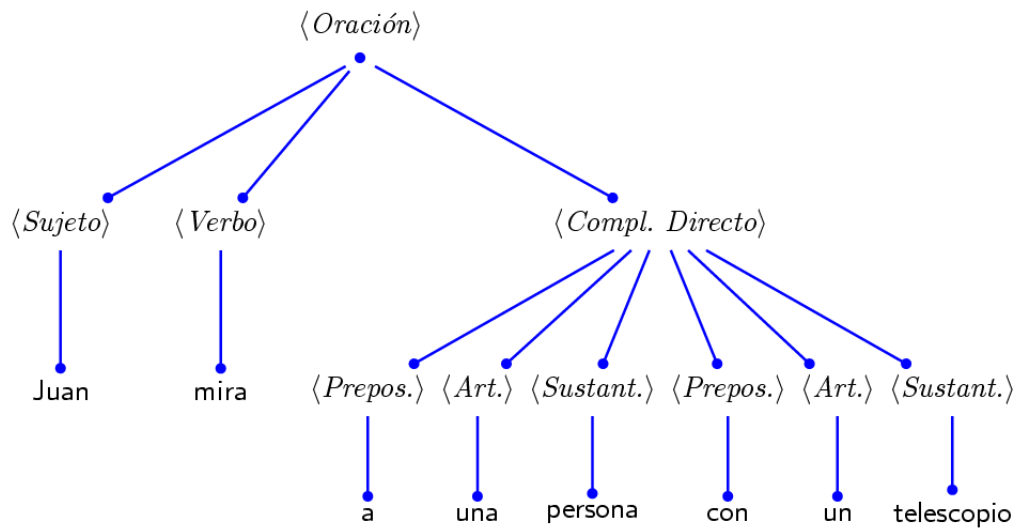 ⟨Oración⟩
⟨Sujeto⟩ ⟨Verbo⟩ ⟨Compl. Directo⟩
Juan mira ⟨Prepos.⟩ ⟨Art.⟩ ⟨Sustant.⟩ ⟨Prepos.⟩ ⟨Art.⟩ ⟨Sustant.⟩
a una persona con un telescopio